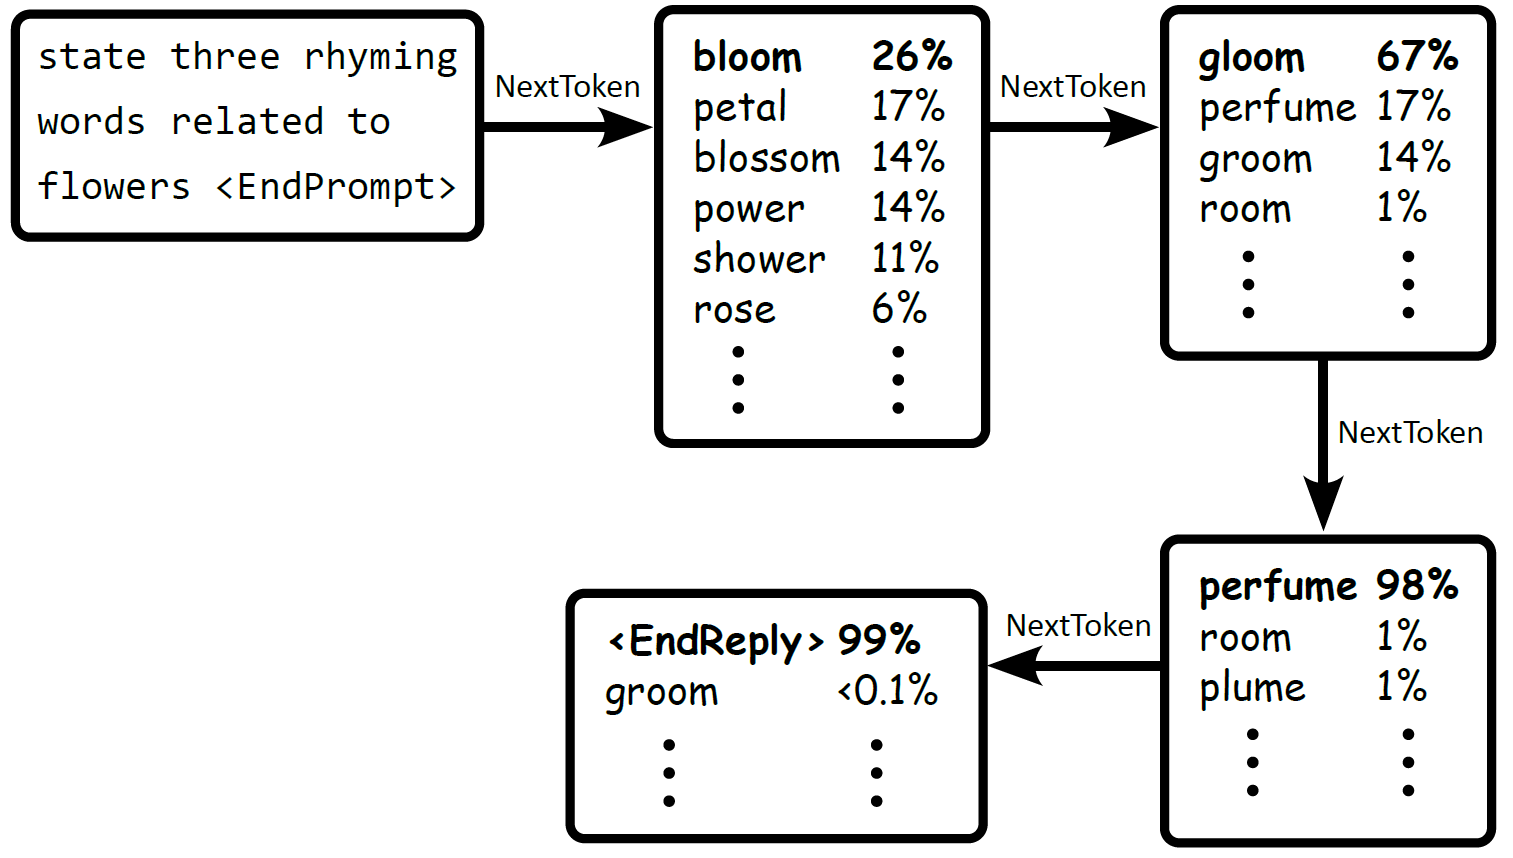 state three rhyming
words related to
flowers <EndPrompt>
NextToken
bloom 26%
petal 17%
blossom 14%
power 14%
shower 11%
rose 6%
NextToken
gloom 67%
perfume 17%
groom 14%
room 1%
NextToken
perfume 98%
room 1%
plume 1%
NextToken
<EndReply> 99%
groom <0.1%